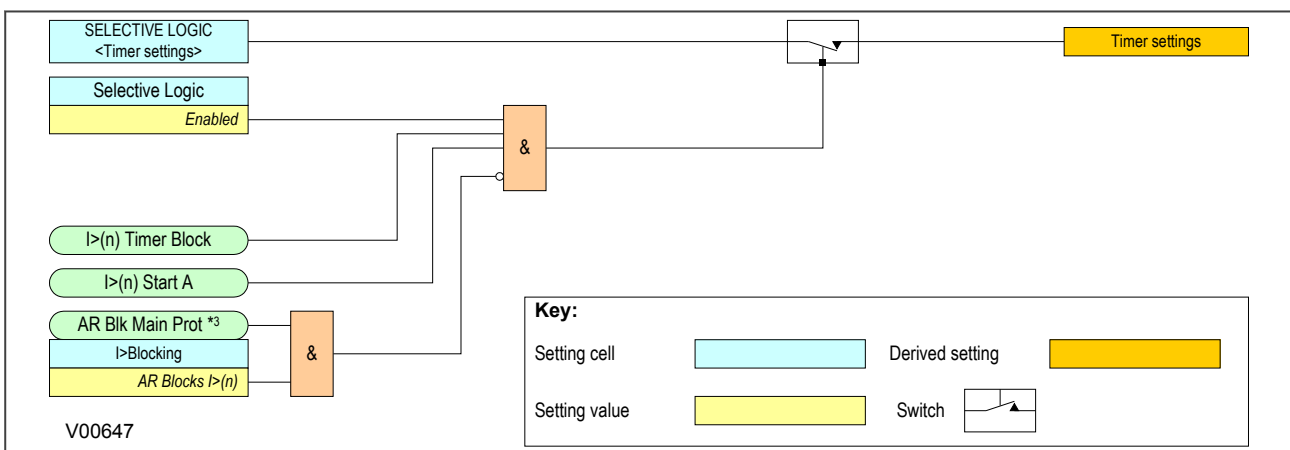 SELECTIVE LOGIC
<Timer settings>
Timer settings
Selective Logic
Enabled
&
I>(n) Timer Block
I>(n) Start A
AR Blk Main Prot *3
I>Blocking
&
AR Blocks I>(n)
Key:
Setting cell
Derived setting
Setting value
Switch
V00647